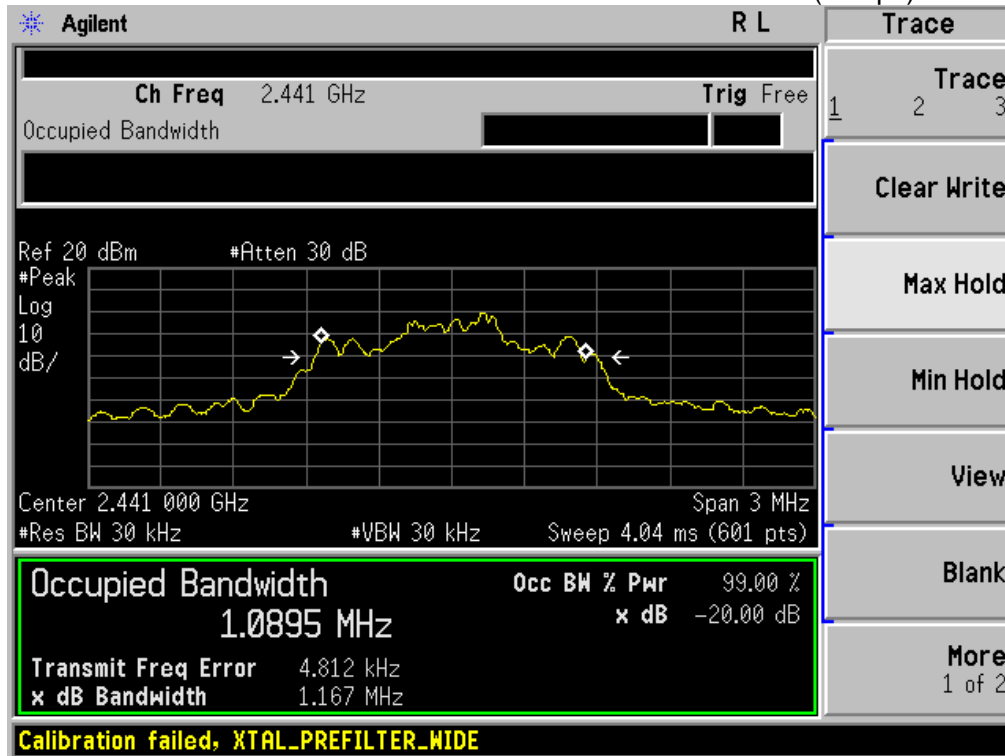 Agilent R L Trace
Ch Freq 2.441 GHz Trig Free
Occupied Bandwidth
Trace
1 2 3
Clear Write
Ref 20 dBm #Atten 30 dB
#Peak
Log
10
dB/
Max Hold
Min Hold
View
Center 2.441 000 GHz Span 3 MHz
#Res BW 30 kHz #VBW 30 kHz Sweep 4.04 ms (601 pts)
Occupied Bandwidth
1.0895 MHz
Occ BW % Pwr 99.00 %
x dB -20.00 dB
Transmit Freq Error 4.812 kHz
x dB Bandwidth 1.167 MHz
Blank
More
1 of 2
Calibration failed, XTAL_PREFILTER_WIDE